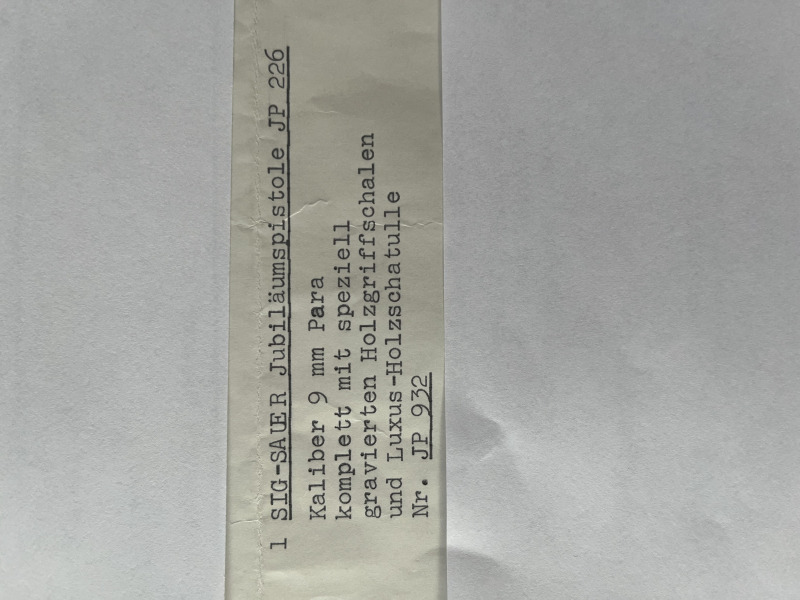 1 SIG-SAUER Jubiläumspistole JP 226
Kaliber 9 mm Para
komplett mit speziell
gravierten Holzgriffschalen
und Luxus-Holzschatulle
Nr. JP 932